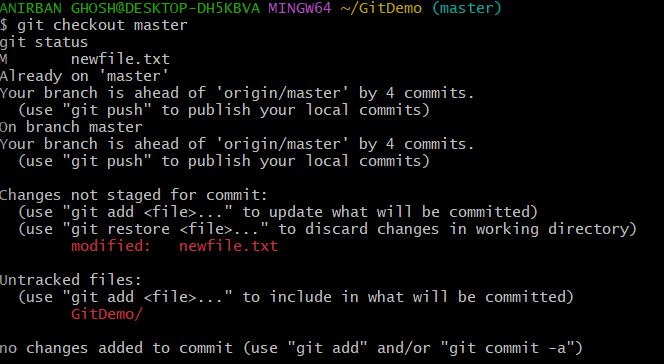 ANIRBAN GHOSH@DESKTOP-DH5KBVA MINGW64 ~/GitDemo (master)
$ git checkout master
git status
M       newfile.txt
Already on 'master'
Your branch is ahead of 'origin/master' by 4 commits.
  (use "git push" to publish your local commits)
On branch master
Your branch is ahead of 'origin/master' by 4 commits.
  (use "git push" to publish your local commits)

Changes not staged for commit:
  (use "git add <file>..." to update what will be committed)
  (use "git restore <file>..." to discard changes in working directory)
        modified:   newfile.txt

Untracked files:
  (use "git add <file>..." to include in what will be committed)
        GitDemo/

no changes added to commit (use "git add" and/or "git commit -a")